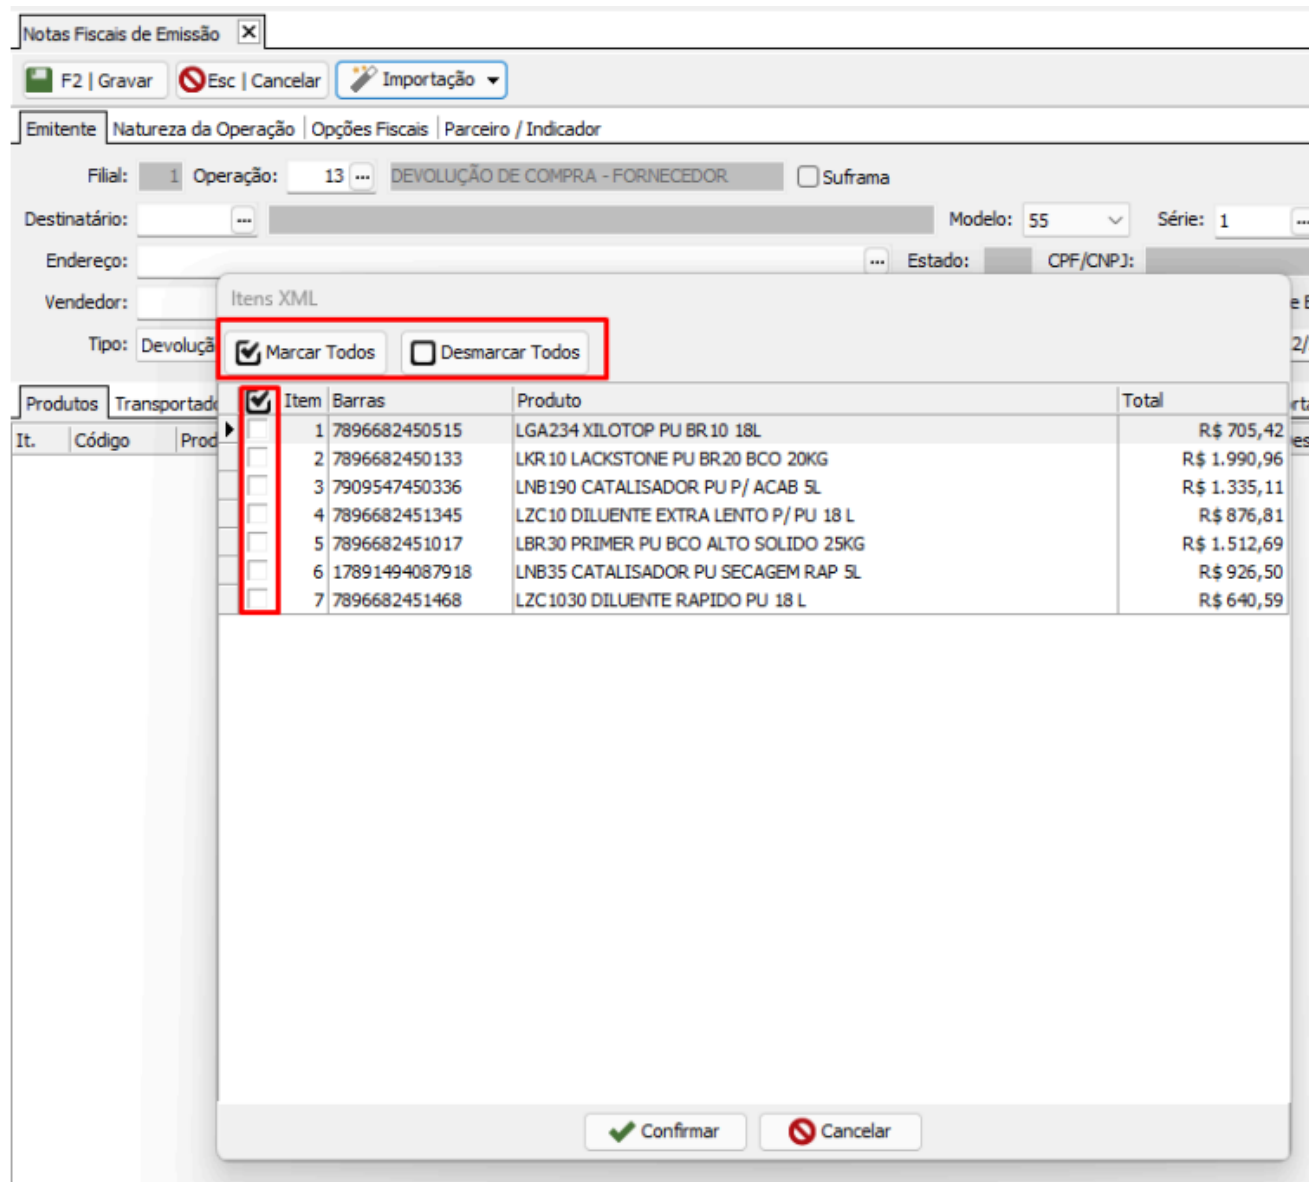 Notas Fiscais de Emissão
F2 | Gravar Esc | Cancelar Importação
Emitente Natureza da Operação Opções Fiscais Parceiro / Indicador
Filial: 1 Operação: 13 ... DEVOLUÇÃO DE COMPRA - FORNECEDOR Suframa
Destinatário: ... Modelo: 55 Série: 1 ...
Endereço: ... Estado: CPF/CNPJ:
Vendedor:
Tipo: Devoluçã
Itens XML
Marcar Todos Desmarcar Todos
Produtos Transportado
It. Código Prod
Item Barras Produto Total
1 7896682450515 LGA234 XILOTOP PU BR10 18L R$ 705,42
2 7896682450133 LKR10 LACKSTONE PU BR20 BCO 20KG R$ 1.990,96
3 7909547450336 LNB190 CATALISADOR PU P/ ACAB 5L R$ 1.335,11
4 7896682451345 LZC10 DILUENTE EXTRA LENTO P/ PU 18 L R$ 876,81
5 7896682451017 LBR30 PRIMER PU BCO ALTO SOLIDO 25KG R$ 1.512,69
6 17891494087918 LNB35 CATALISADOR PU SECAGEM RAP 5L R$ 926,50
7 7896682451468 LZC1030 DILUENTE RAPIDO PU 18 L R$ 640,59
Confirmar Cancelar